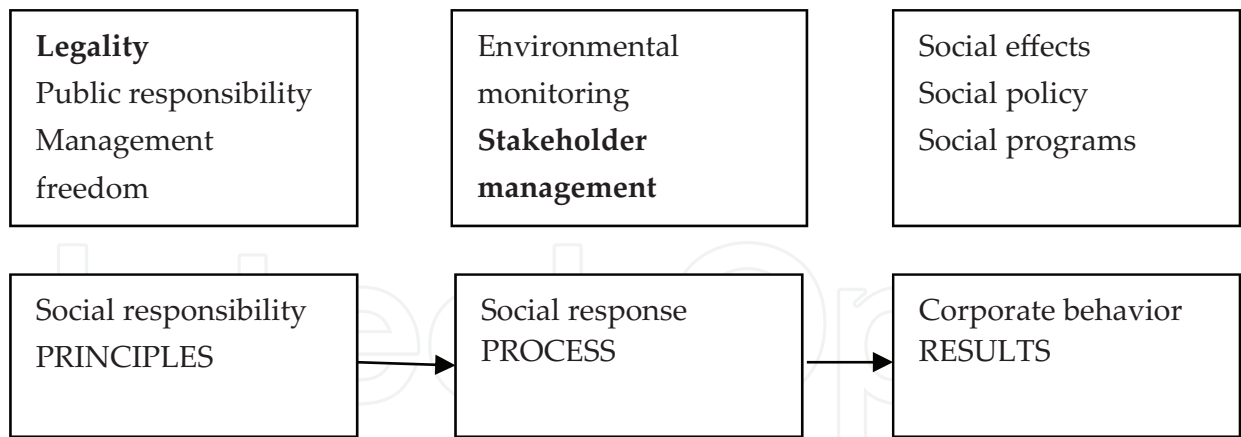 Legality
Public responsibility
Management
freedom
Environmental
monitoring
Stakeholder
management
Social effects
Social policy
Social programs
Social responsibility
PRINCIPLES
Social response
PROCESS
Corporate behavior
RESULTS